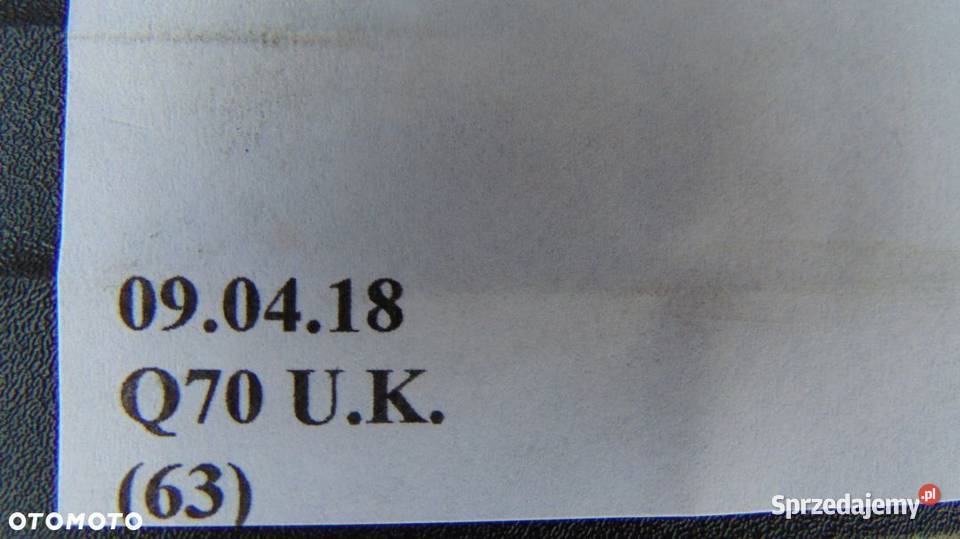 09.04.18
Q70 U.K.
(63)
OTOMOTO
Sprzedajemy.pl